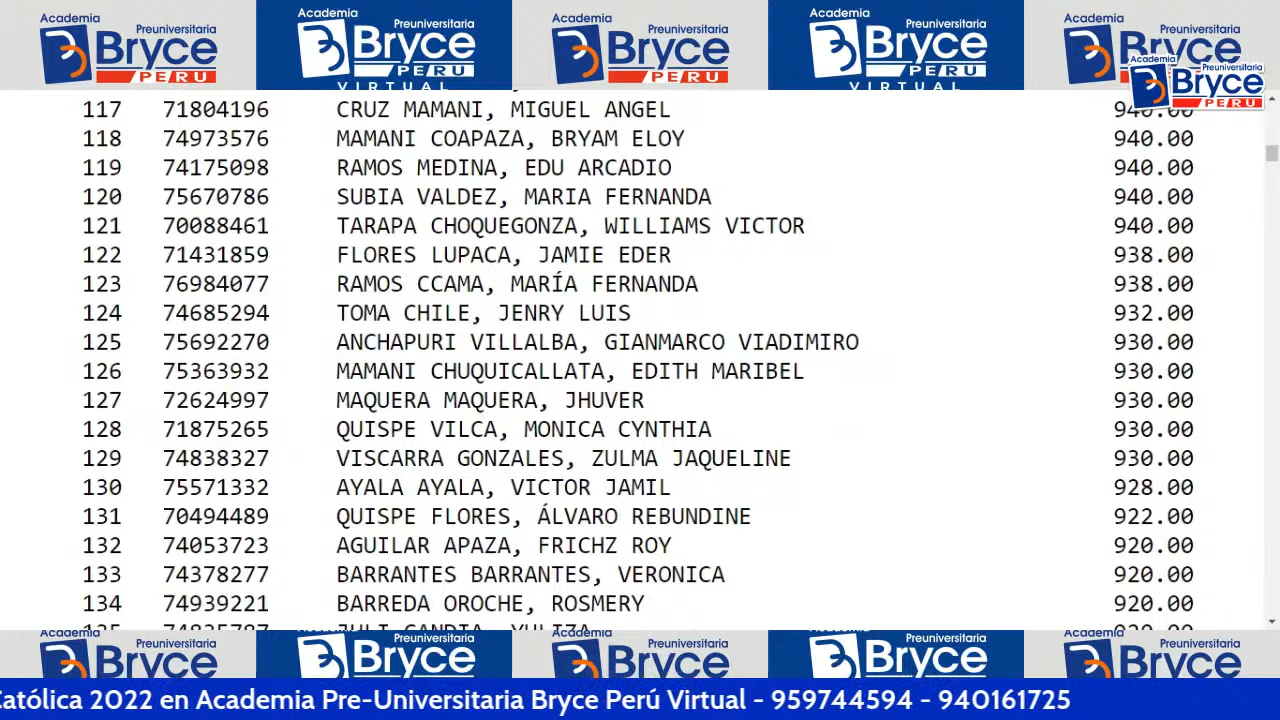 Academia Preuniversitaria Bryce PERU
Academia Preuniversitaria Bryce PERU VIRTUAL
Academia Preuniversitaria Bryce PERU
Academia Preuniversitaria Bryce PERU VIRTUAL
Academia Preuniversitaria Bryce
Academia Preuniversitaria Bryce PERU
117 71804196 CRUZ MAMANI, MIGUEL ANGEL 940.00
118 74973576 MAMANI COAPAZA, BRYAM ELOY 940.00
119 74175098 RAMOS MEDINA, EDU ARCADIO 940.00
120 75670786 SUBIA VALDEZ, MARIA FERNANDA 940.00
121 70088461 TARAPA CHOQUEGONZA, WILLIAMS VICTOR 940.00
122 71431859 FLORES LUPACA, JAMIE EDER 938.00
123 76984077 RAMOS CCAMA, MARÍA FERNANDA 938.00
124 74685294 TOMA CHILE, JENRY LUIS 932.00
125 75692270 ANCHAPURI VILLALBA, GIANMARCO VIADIMIRO 930.00
126 75363932 MAMANI CHUQUICALLATA, EDITH MARIBEL 930.00
127 72624997 MAQUERA MAQUERA, JHUVER 930.00
128 71875265 QUISPE VILCA, MONICA CYNTHIA 930.00
129 74838327 VISCARRA GONZALES, ZULMA JAQUELINE 930.00
130 75571332 AYALA AYALA, VICTOR JAMIL 928.00
131 70494489 QUISPE FLORES, ÁLVARO REBUNDINE 922.00
132 74053723 AGUILAR APAZA, FRICHZ ROY 920.00
133 74378277 BARRANTES BARRANTES, VERONICA 920.00
134 74939221 BARREDA OROCHE, ROSMERY 920.00
Academia Preuniversitaria Bryce
Preuniversitaria Bryce
Academia Preuniversitaria Bryce
Preuniversitaria Bryce
Academia Preuniversitaria Bryce
Católica 2022 en Academia Pre-Universitaria Bryce Perú Virtual - 959744594 - 940161725